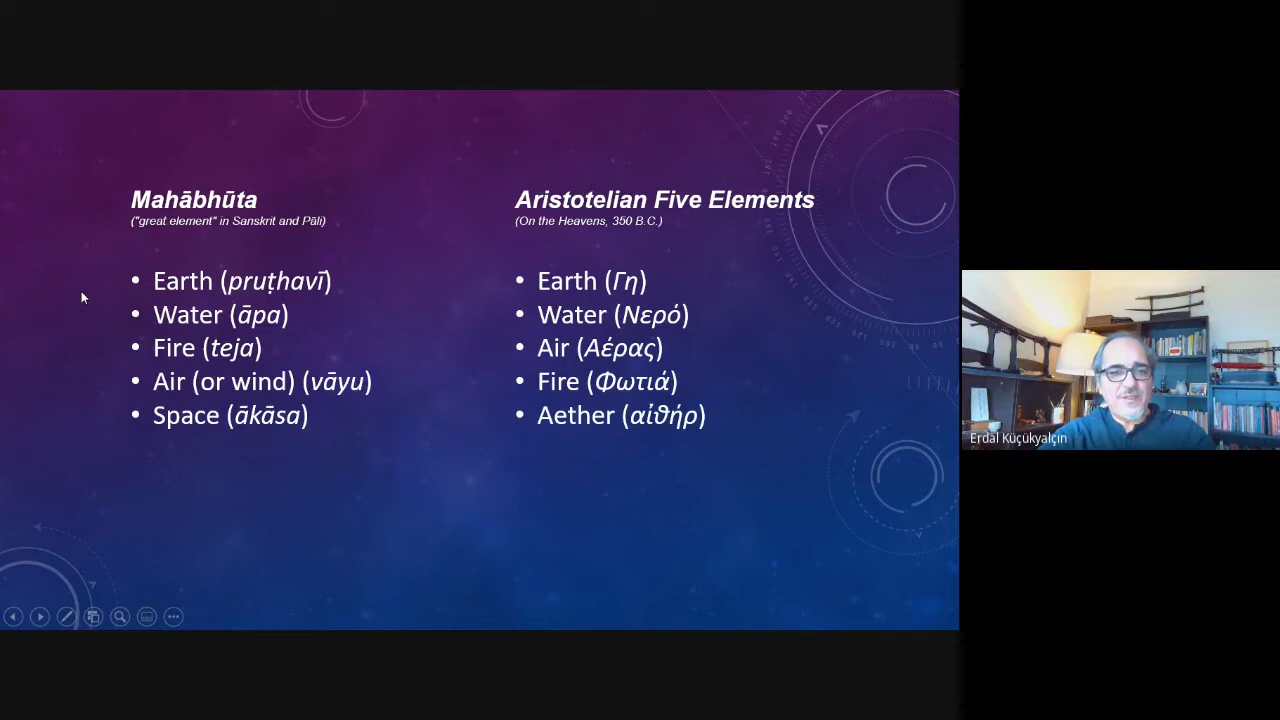 Mahābhūta
("great element" in Sanskrit and Pāli)
• Earth (pruṭhavī)
• Water (āpa)
• Fire (teja)
• Air (or wind) (vāyu)
• Space (ākāsa)
Aristotelian Five Elements
(On the Heavens, 350 B.C.)
• Earth (Γη)
• Water (Νερό)
• Air (Αέρας)
• Fire (Φωτιά)
• Aether (αἰθήρ)
Erdal Küçükyalçın